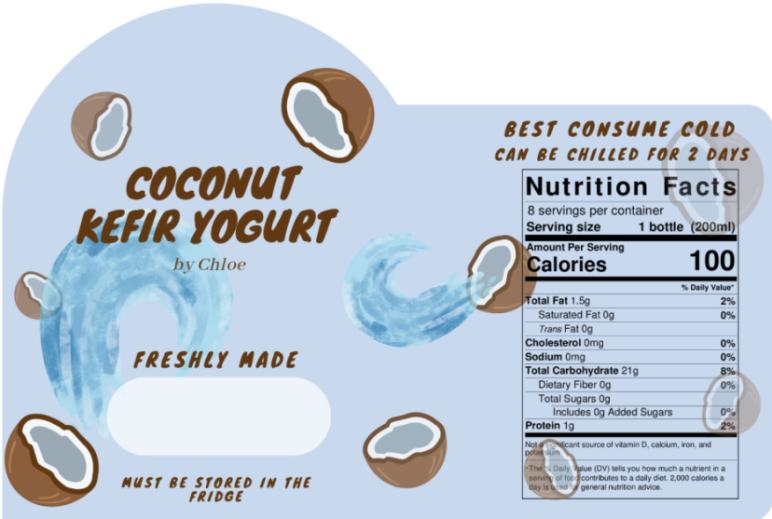 COCONUT
KEFIR YOGURT
by Chloe
FRESHLY MADE
MUST BE STORED IN THE
FRIDGE
BEST CONSUME COLD
CAN BE CHILLED FOR 2 DAYS
Nutrition Facts
8 servings per container
Serving size 1 bottle (200ml)
Amount Per Serving
Calories 100
% Daily Value*
Total Fat 1.5g 2%
Saturated Fat 0g 0%
Trans Fat 0g
Cholesterol 0mg 0%
Sodium 0mg 0%
Total Carbohydrate 21g 8%
Dietary Fiber 0g 0%
Total Sugars 0g
Includes 0g Added Sugars 0%
Protein 1g 2%
Not a significant source of vitamin D, calcium, iron, and
potassium
*The % Daily Value (DV) tells you how much a nutrient in a
serving of food contributes to a daily diet. 2,000 calories a
day is used for general nutrition advice.